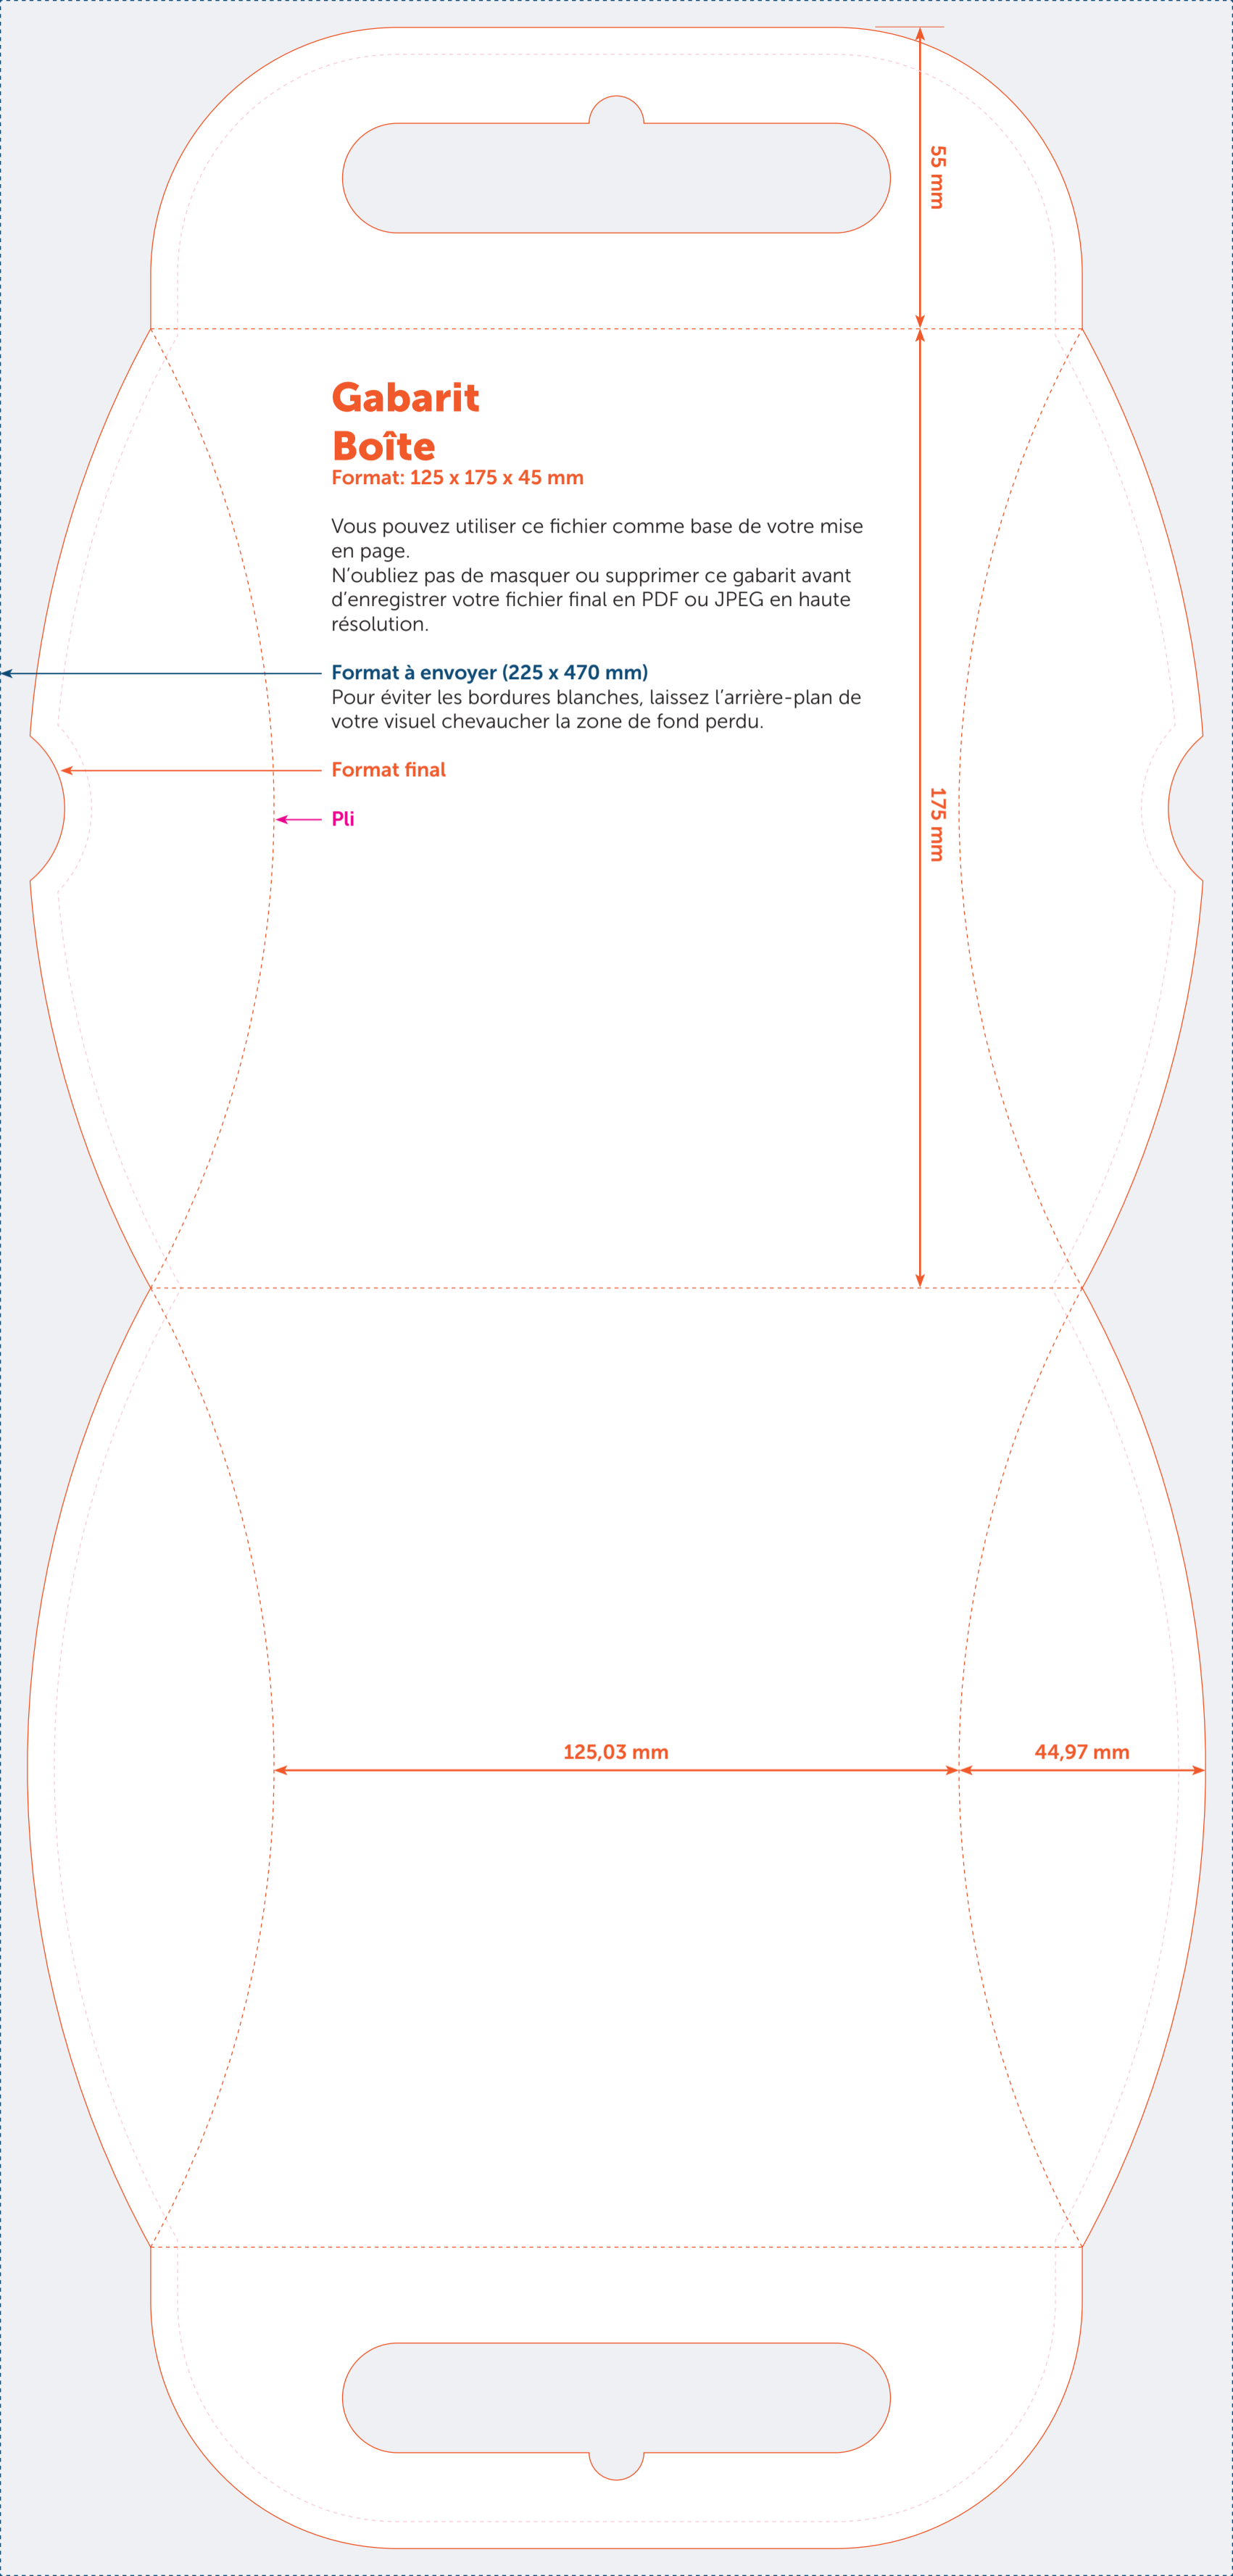 55 mm
Gabarit
Boîte
Format: 125 x 175 x 45 mm
Vous pouvez utiliser ce fichier comme base de votre mise
en page.
N’oubliez pas de masquer ou supprimer ce gabarit avant
d’enregistrer votre fichier final en PDF ou JPEG en haute
résolution.
Format à envoyer (225 x 470 mm)
Pour éviter les bordures blanches, laissez l’arrière-plan de
votre visuel chevaucher la zone de fond perdu.
Format final
Pli
175 mm
125,03 mm
44,97 mm